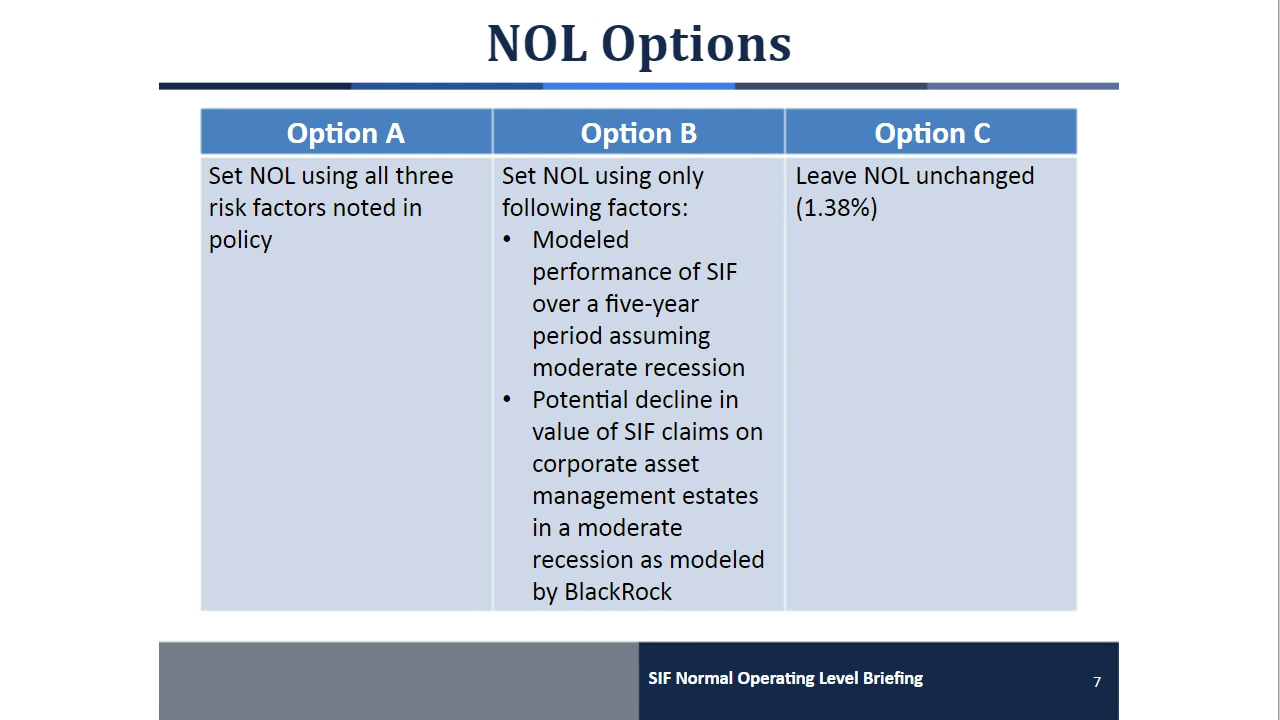 NOL Options
Option A
Option B
Option C
Set NOL using all three
risk factors noted in
policy
Set NOL using only
following factors:
• Modeled
performance of SIF
over a five-year
period assuming
moderate recession
• Potential decline in
value of SIF claims on
corporate asset
management estates
in a moderate
recession as modeled
by BlackRock
Leave NOL unchanged
(1.38%)
SIF Normal Operating Level Briefing
7